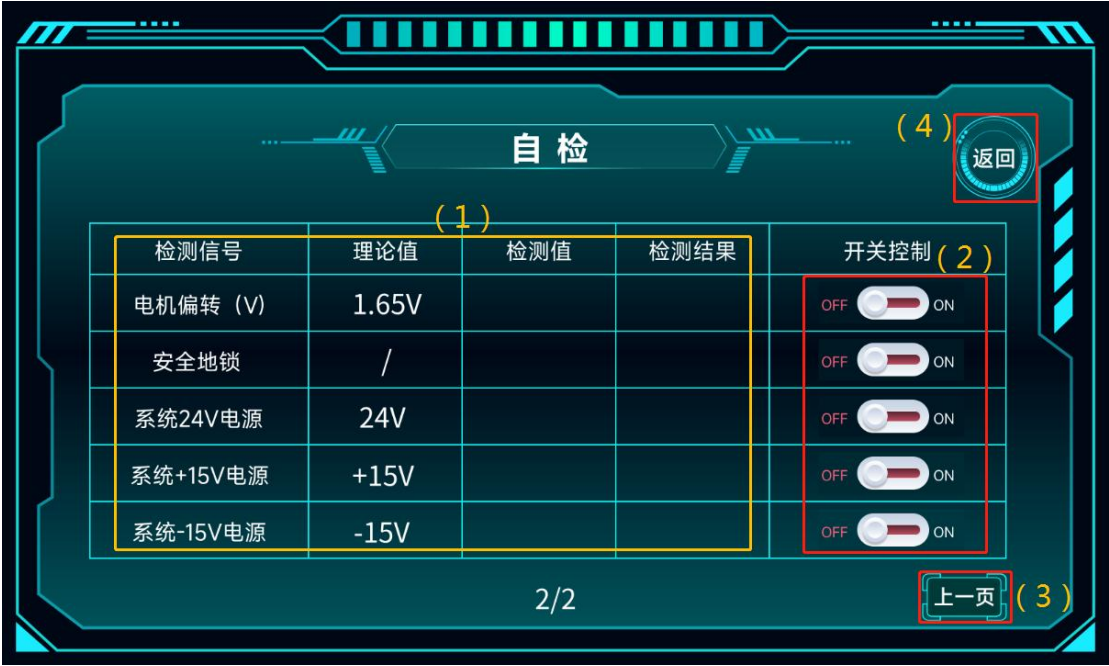 自检
(4)
返回
(1)
检测信号 理论值 检测值 检测结果 开关控制
(2)
电机偏转 (V) 1.65V OFF ON
安全地锁 / OFF ON
系统24V电源 24V OFF ON
系统+15V电源 +15V OFF ON
系统-15V电源 -15V OFF ON
2/2
上一页
(3)